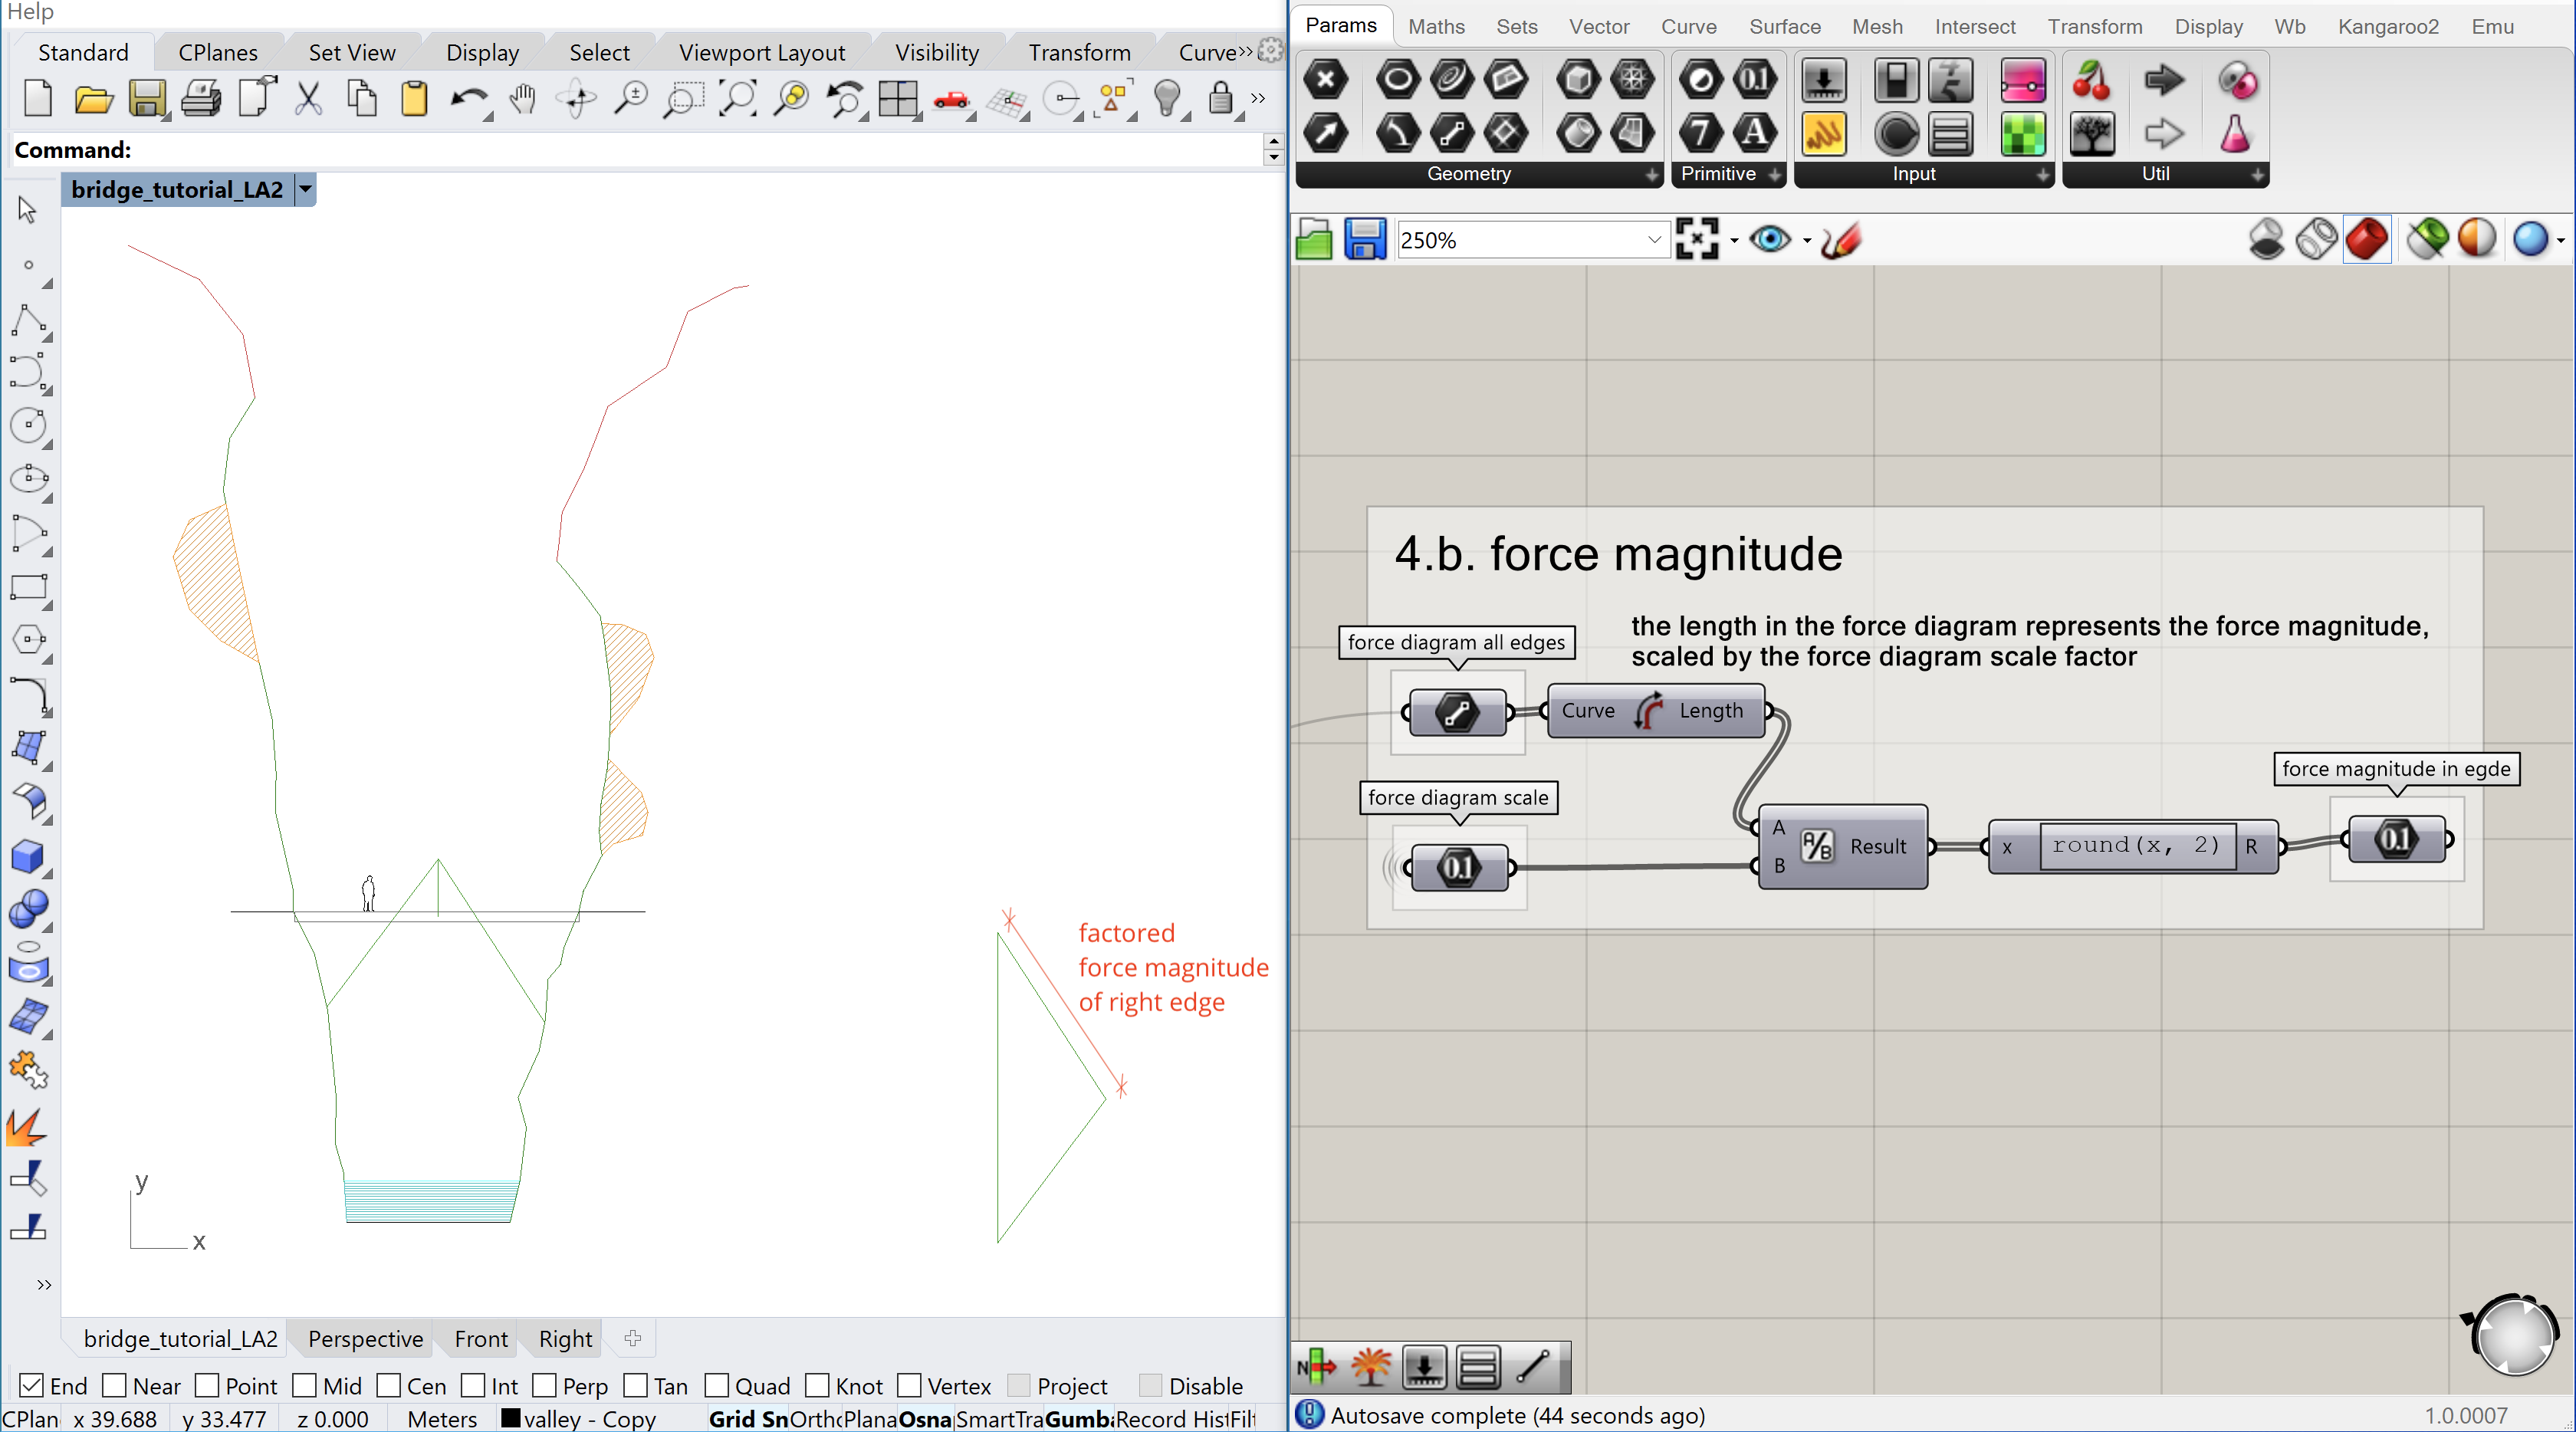 Help
Standard CPlanes Set View Display Select Viewport Layout Visibility Transform Curve
Command:
bridge_tutorial_LA2
factored
force magnitude
of right edge
y
x
bridge_tutorial_LA2 Perspective Front Right
End Near Point Mid Cen Int Perp Tan Quad Knot Vertex Project Disable
CPlan x 39.688 y 33.477 z 0.000 Meters valley - Copy Grid Sn Ortho Plana Osna SmartTra Gumba Record Hist Filt
Params Maths Sets Vector Curve Surface Mesh Intersect Transform Display Wb Kangaroo2 Emu
Geometry Primitive Input Util
250%
4.b. force magnitude
the length in the force diagram represents the force magnitude,
scaled by the force diagram scale factor
force diagram all edges
Curve Length
force magnitude in egde
force diagram scale
A
B
A/B
Result
x round(x, 2) R
0.1
0.1
Autosave complete (44 seconds ago)
1.0.0007